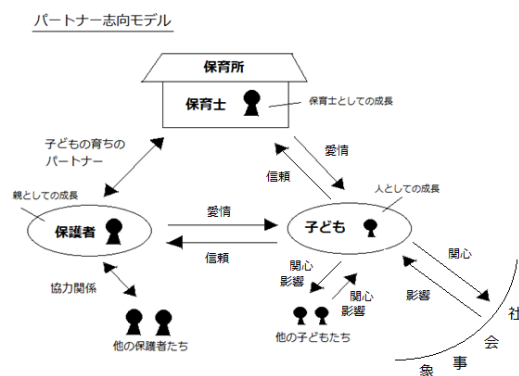 パートナー志向モデル
保育所
保育士
保育士としての成長
子どもの育ちの
パートナー
愛情
信頼
親としての成長
人としての成長
保護者
愛情
子ども
信頼
関心
影響
協力関係
関心
影響
関心
影響
他の保護者たち
他の子どもたち
社
会
事
象